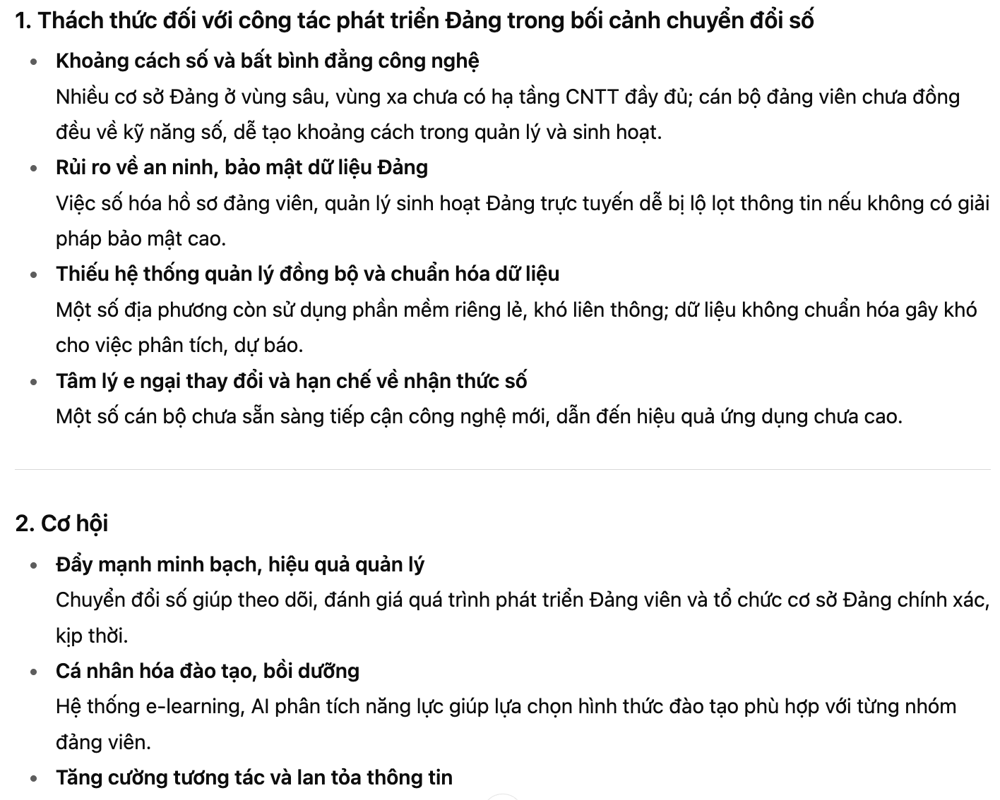 1. Thách thức đối với công tác phát triển Đảng trong bối cảnh chuyển đổi số
• Khoảng cách số và bất bình đẳng công nghệ
Nhiều cơ sở Đảng ở vùng sâu, vùng xa chưa có hạ tầng CNTT đầy đủ; cán bộ đảng viên chưa đồng
đều về kỹ năng số, dễ tạo khoảng cách trong quản lý và sinh hoạt.
• Rủi ro về an ninh, bảo mật dữ liệu Đảng
Việc số hóa hồ sơ đảng viên, quản lý sinh hoạt Đảng trực tuyến dễ bị lộ lọt thông tin nếu không có giải
pháp bảo mật cao.
• Thiếu hệ thống quản lý đồng bộ và chuẩn hóa dữ liệu
Một số địa phương còn sử dụng phần mềm riêng lẻ, khó liên thông; dữ liệu không chuẩn hóa gây khó
cho việc phân tích, dự báo.
• Tâm lý e ngại thay đổi và hạn chế về nhận thức số
Một số cán bộ chưa sẵn sàng tiếp cận công nghệ mới, dẫn đến hiệu quả ứng dụng chưa cao.
2. Cơ hội
• Đẩy mạnh minh bạch, hiệu quả quản lý
Chuyển đổi số giúp theo dõi, đánh giá quá trình phát triển Đảng viên và tổ chức cơ sở Đảng chính xác,
kịp thời.
• Cá nhân hóa đào tạo, bồi dưỡng
Hệ thống e-learning, AI phân tích năng lực giúp lựa chọn hình thức đào tạo phù hợp với từng nhóm
đảng viên.
• Tăng cường tương tác và lan tỏa thông tin